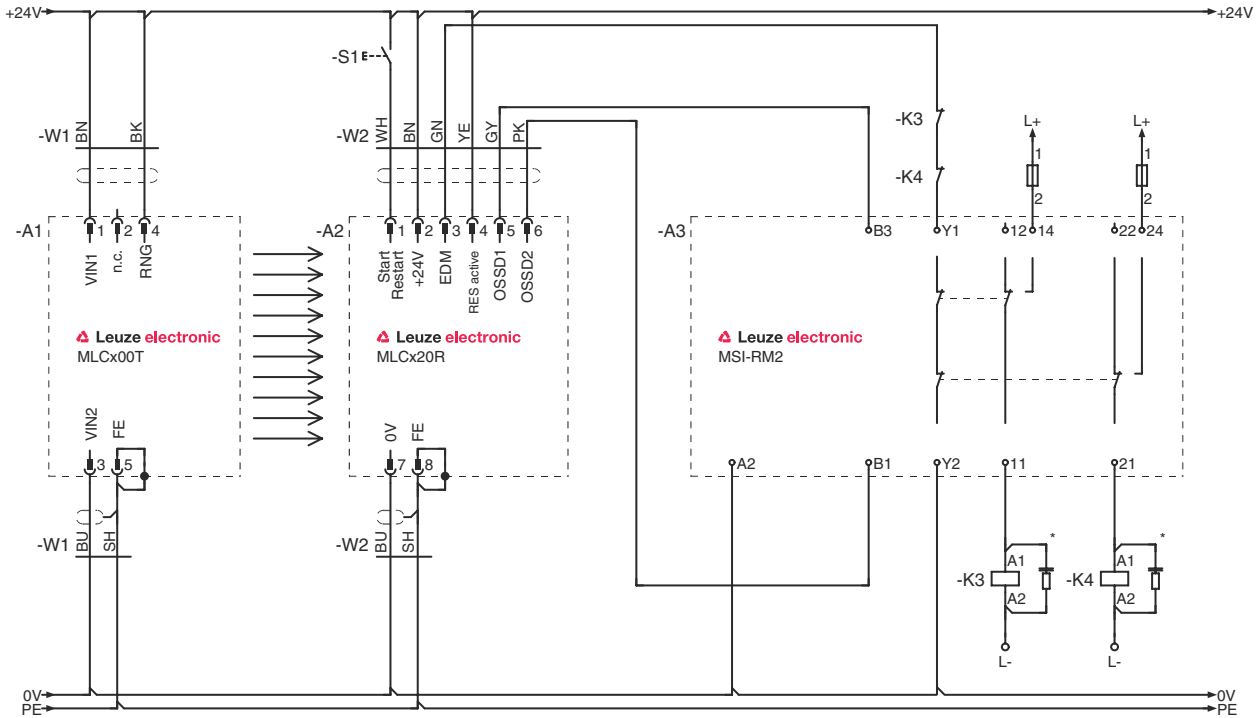 +24V +24V
-S1
-W1 BN BK
-W2 WH BN GN YE GY PK
-K3
-K4
L+ L+
1 1
2 2
-A1 1 2 4
VIN1 n.c. RNG
-A2 1 2 3 4 5 6
Start Restart +24V EDM RES active OSSD1 OSSD2
-A3 B3 Y1 12 14 22 24
Leuze electronic
MLCx00T
Leuze electronic
MLCx20R
Leuze electronic
MSI-RM2
VIN2 FE
3 5
0V FE
7 8
A2 B1 Y2 11 21
-W1 BU SH
-W2 BU SH
* *
-K3 A1 A2
-K4 A1 A2
L- L-
0V 0V
PE PE